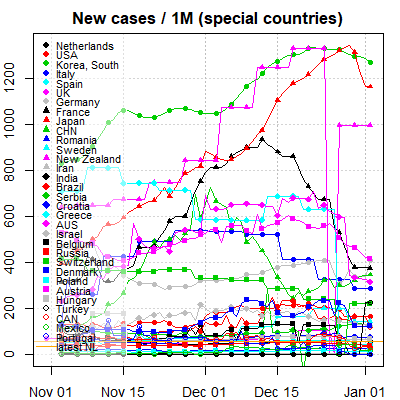 New cases / 1M (special countries)
Netherlands
USA
Korea, South
Italy
Spain
UK
Germany
France
Japan
CHN
Romania
Sweden
New Zealand
Iran
India
Brazil
Serbia
Croatia
Greece
AUS
Israel
Belgium
Russia
Switzerland
Denmark
Poland
Austria
Hungary
Turkey
CAN
Mexico
Portugal
latest NL
0
200
400
600
800
1000
1200
Nov 01
Nov 15
Dec 01
Dec 15
Jan 01